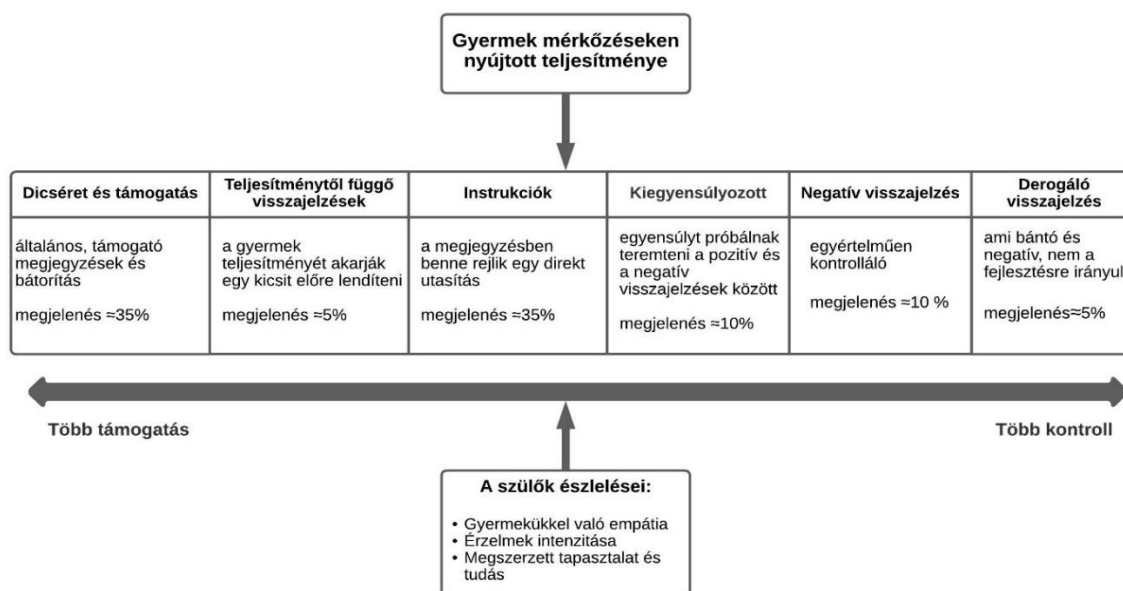 Gyermek mérkőzéseken
nyújtott teljesítménye
Dicséret és támogatás
általános, támogató
megjegyzések és
bátorítás
megjelenés ≈35%
Teljesítménytől függő
visszajelzések
a gyermek
teljesítményét akarják
egy kicsit előre lendíteni
megjelenés ≈5%
Instrukciók
a megjegyzésben
benne rejlik egy direkt
utasítás
megjelenés ≈35%
Kiegyensúlyozott
egyensúlyt próbálnak
teremteni a pozitív és
a negatív
visszajelzések között
megjelenés ≈10%
Negatív visszajelzés
egyértelműen
kontrolláló
megjelenés ≈10 %
Derogáló
visszajelzés
ami bántó és
negatív, nem a
fejlesztésre irányul
megjelenés≈5%
Több támogatás
Több kontroll
A szülők észlelései:
• Gyermekükkel való empátia
• Érzelmek intenzitása
• Megszerzett tapasztalat és
tudás